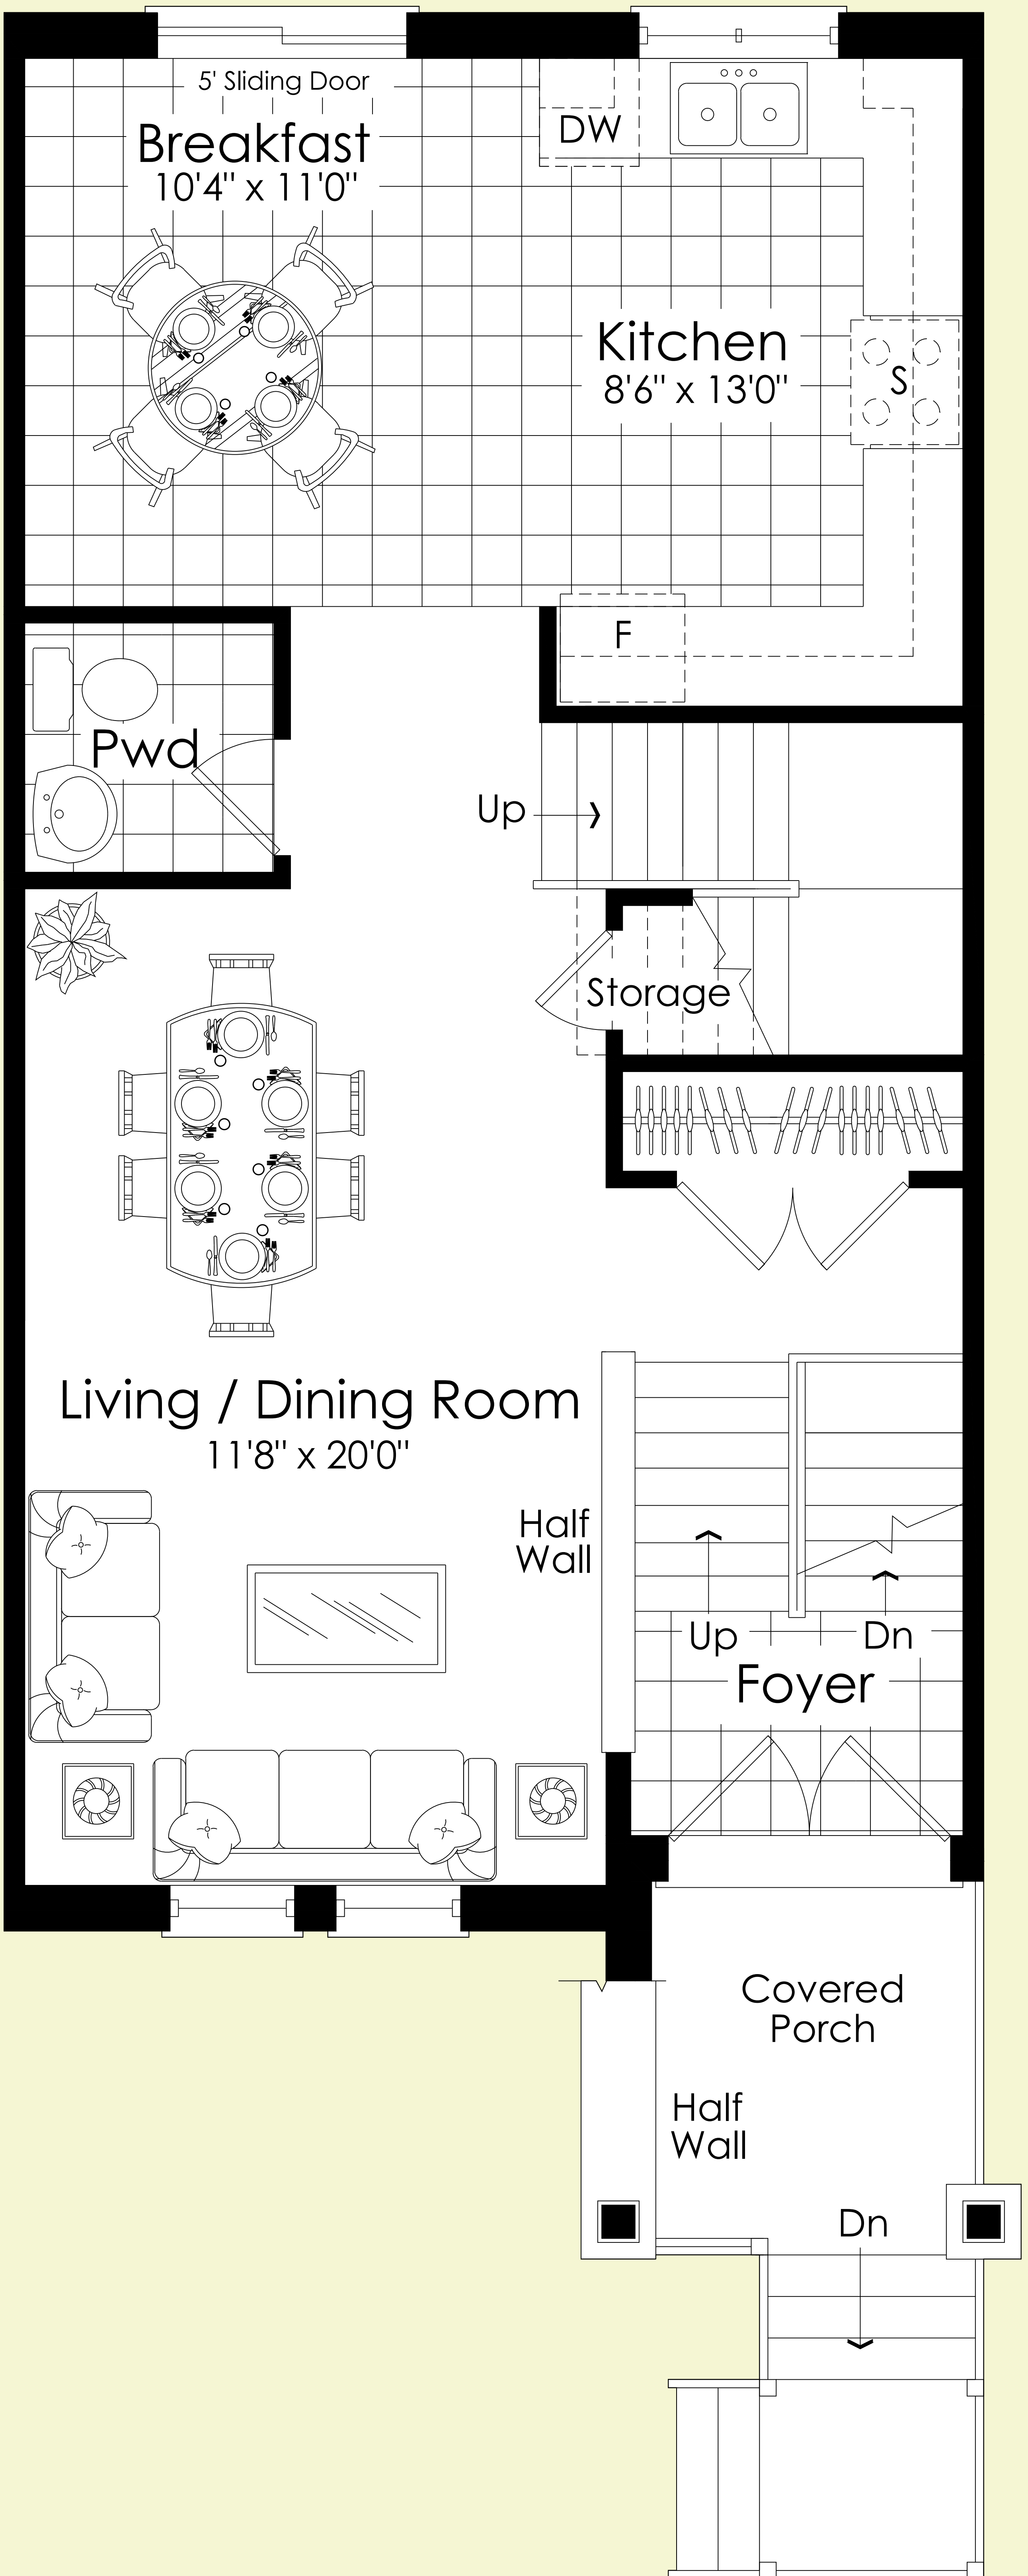 5' Sliding Door
Breakfast
10'4" x 11'0"
DW
Kitchen
8'6" x 13'0"
S
F
Pwd
Up
Storage
Living / Dining Room
11'8" x 20'0"
Half
Wall
Up
Dn
Foyer
Covered
Porch
Half
Wall
Dn